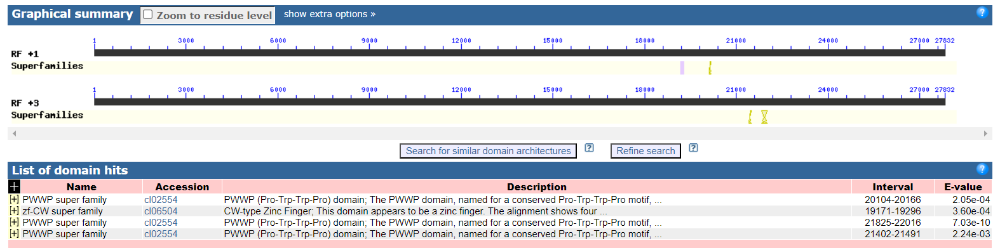 Graphical summary Zoom to residue level show extra options » ?
1 3000 6000 9000 12000 15000 18000 21000 24000 27000 27832
RF +1
Superfamilies
1 3000 6000 9000 12000 15000 18000 21000 24000 27000 27832
RF +3
Superfamilies
Search for similar domain architectures ? Refine search ?
List of domain hits ?
+ Name Accession Description Interval E-value
[+] PWWP super family cl02554 PWWP (Pro-Trp-Trp-Pro) domain; The PWWP domain, named for a conserved Pro-Trp-Trp-Pro motif, ... 20104-20166 2.05e-04
[+] zf-CW super family cl06504 CW-type Zinc Finger; This domain appears to be a zinc finger. The alignment shows four ... 19171-19296 3.60e-04
[+] PWWP super family cl02554 PWWP (Pro-Trp-Trp-Pro) domain; The PWWP domain, named for a conserved Pro-Trp-Trp-Pro motif, ... 21825-22016 7.03e-10
[+] PWWP super family cl02554 PWWP (Pro-Trp-Trp-Pro) domain; The PWWP domain, named for a conserved Pro-Trp-Trp-Pro motif, ... 21402-21491 2.24e-03